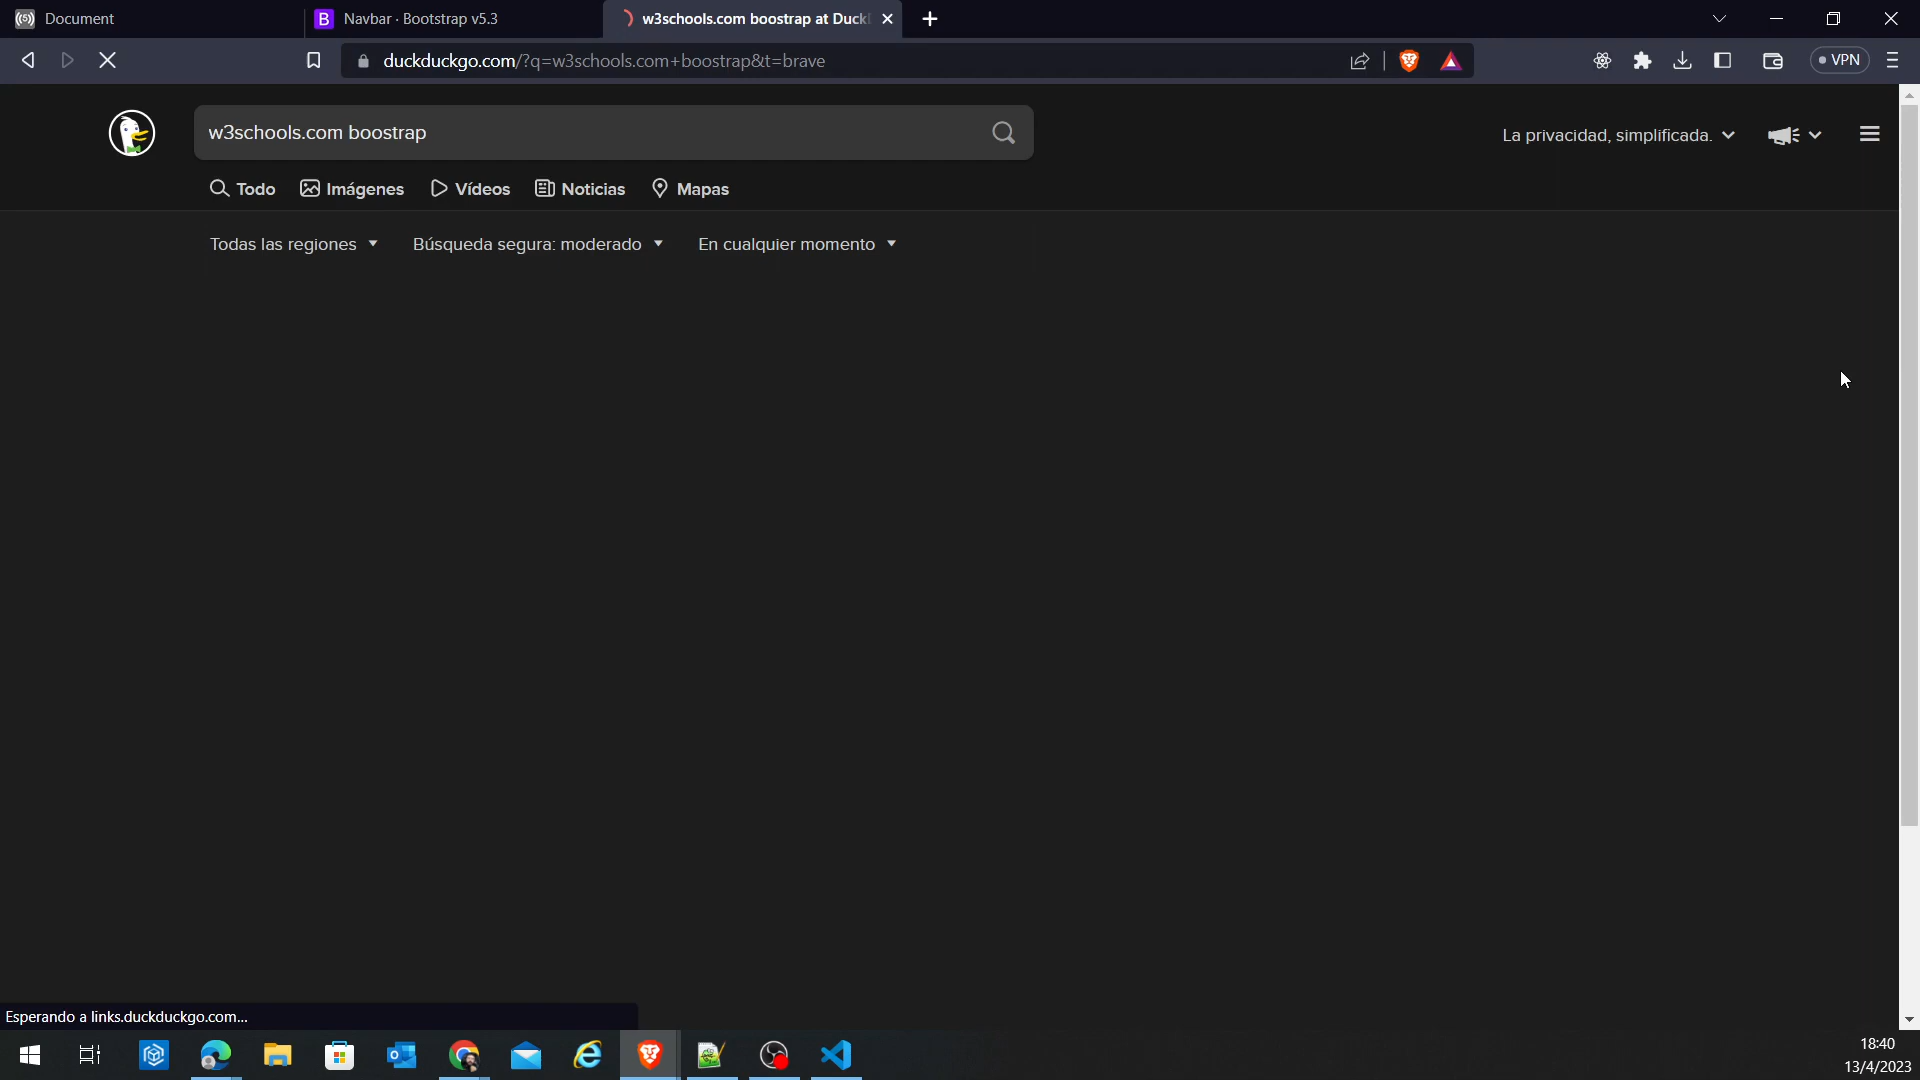 Document
Navbar · Bootstrap v5.3
w3schools.com boostrap at Duck
duckduckgo.com/?q=w3schools.com+boostrap&t=brave
VPN
w3schools.com boostrap
La privacidad, simplificada.
Todo
Imágenes
Vídeos
Noticias
Mapas
Todas las regiones
Búsqueda segura: moderado
En cualquier momento
Esperando a links.duckduckgo.com...
18:40
13/4/2023